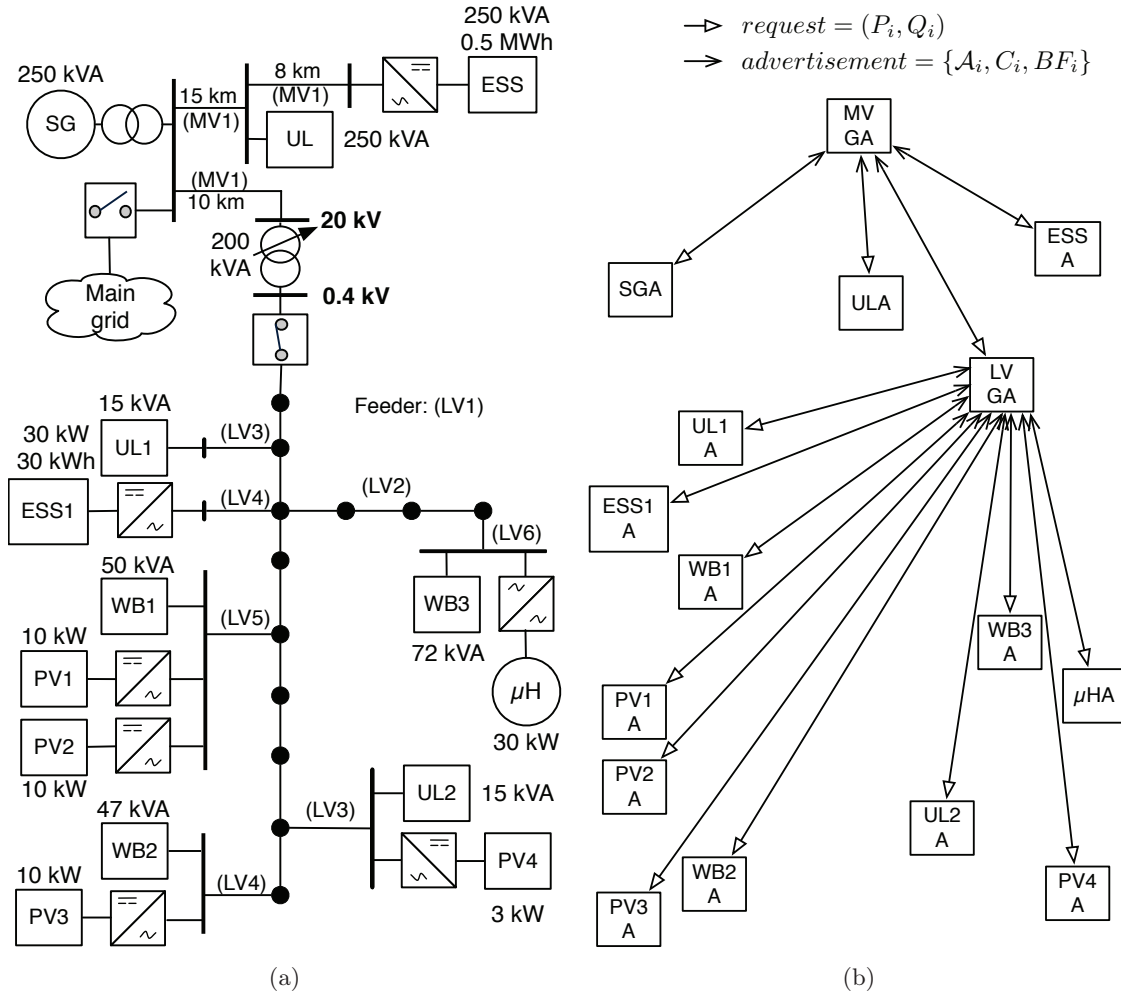 250 kVA
0.5 MWh
250 kVA
SG
15 km
(MV1)
8 km
(MV1)
ESS
UL
250 kVA
(MV1)
10 km
20 kV
200
kVA
0.4 kV
Main
grid
Feeder: (LV1)
15 kVA
UL1
(LV3)
30 kW
30 kWh
ESS1
(LV4)
(LV2)
(LV6)
WB3
72 kVA
µH
30 kW
50 kVA
WB1
(LV5)
10 kW
PV1
PV2
10 kW
47 kVA
WB2
(LV4)
10 kW
PV3
(LV3)
UL2
15 kVA
PV4
3 kW
(a)
request = (P_i, Q_i)
advertisement = {𝒜_i, C_i, BF_i}
MV
GA
SGA
ULA
ESS
A
LV
GA
UL1
A
ESS1
A
WB1
A
PV1
A
PV2
A
PV3
A
WB2
A
UL2
A
WB3
A
µHA
PV4
A
(b)